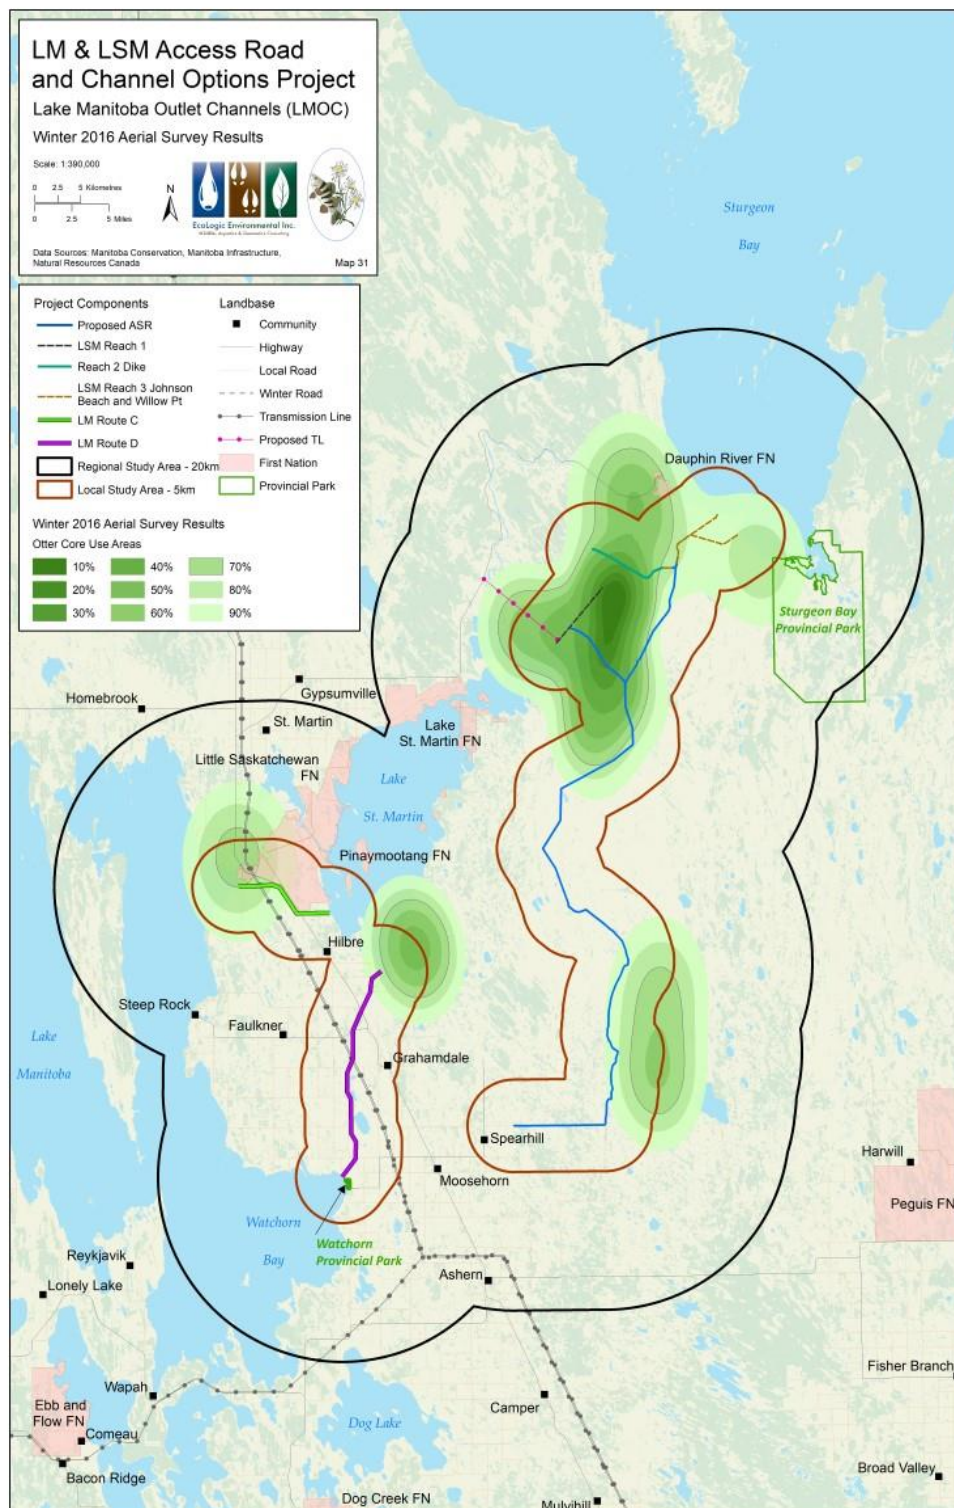 LM & LSM Access Road
and Channel Options Project
Lake Manitoba Outlet Channels (LMOC)
Winter 2016 Aerial Survey Results
Scale: 1:390,000
0 2.5 5 Kilometres
0 2.5 5 Miles
N
EcoLogic Environmental Inc.
Data Sources: Manitoba Conservation, Manitoba Infrastructure,
Natural Resources Canada
Map 31
Project Components
Proposed ASR
LSM Reach 1
Reach 2 Dike
LSM Reach 3 Johnson
Beach and Willow Pt
LM Route C
LM Route D
Regional Study Area - 20km
Local Study Area - 5km
Landbase
Community
Highway
Local Road
Winter Road
Transmission Line
Proposed TL
First Nation
Provincial Park
Winter 2016 Aerial Survey Results
Otter Core Use Areas
10% 40% 70%
20% 50% 80%
30% 60% 90%
Sturgeon
Bay
Dauphin River FN
Sturgeon Bay
Provincial Park
Gypsumville
Homebrook
St. Martin
Lake
St. Martin FN
Little Saskatchewan
FN
Lake
St. Martin
Pinaymootang FN
Hilbre
Steep Rock
Faulkner
Lake
Manitoba
Grahamdale
Spearhill
Moosehorn
Harwill
Peguis FN
Watchorn
Bay
Watchorn
Provincial Park
Reykjavik
Lonely Lake
Ashern
Fisher Branch
Wapah
Ebb and
Flow FN
Comeau
Camper
Dog Lake
Bacon Ridge
Broad Valley
Dog Creek FN
Mulvihill